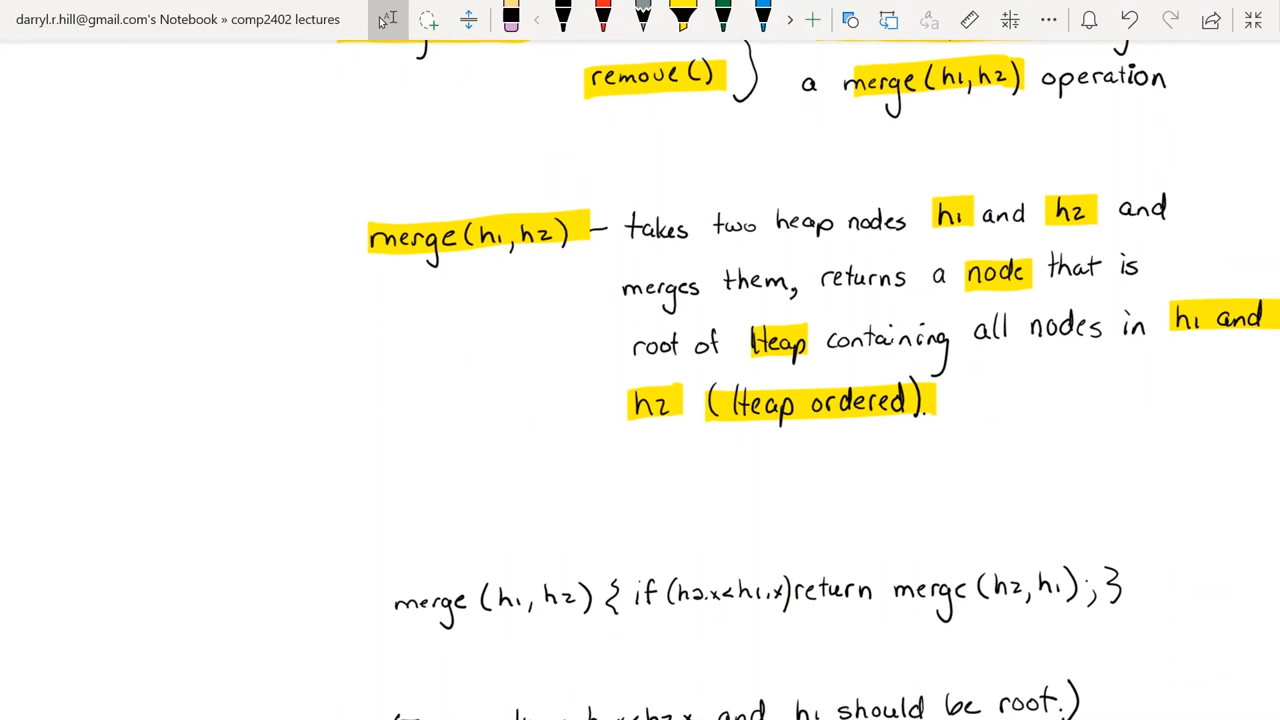 darryl.r.hill@gmail.com's Notebook » comp2402 lectures
remove() } a merge(h1,h2) operation
merge(h1,h2) – takes two heap nodes h1 and h2 and
merges them, returns a node that is
root of Heap containing all nodes in h1 and
h2 (Heap ordered).
merge (h1, h2) { if (h2.x<h1.x) return merge (h2, h1); }
and h1 should be root.)